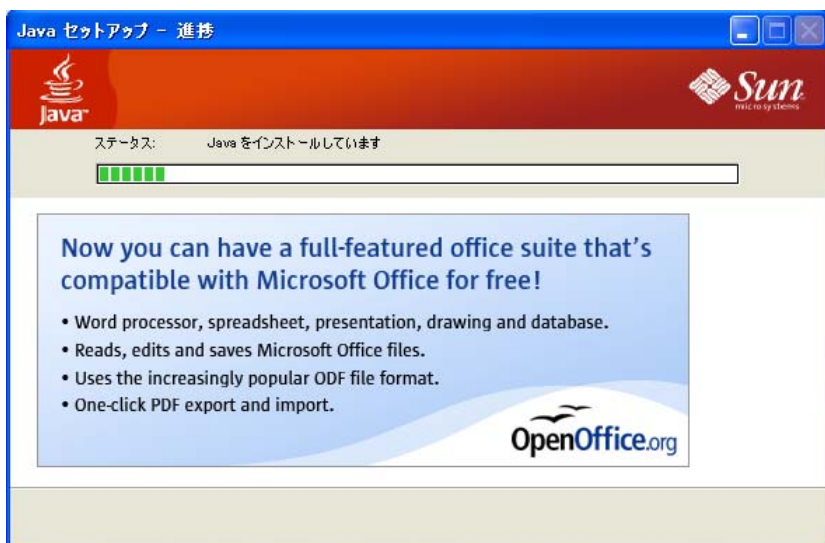 Java セットアップ - 進捗
Java
Sun
microsystems
ステータス: Java をインストールしています
Now you can have a full-featured office suite that's
compatible with Microsoft Office for free!
• Word processor, spreadsheet, presentation, drawing and database.
• Reads, edits and saves Microsoft Office files.
• Uses the increasingly popular ODF file format.
• One-click PDF export and import.
OpenOffice.org